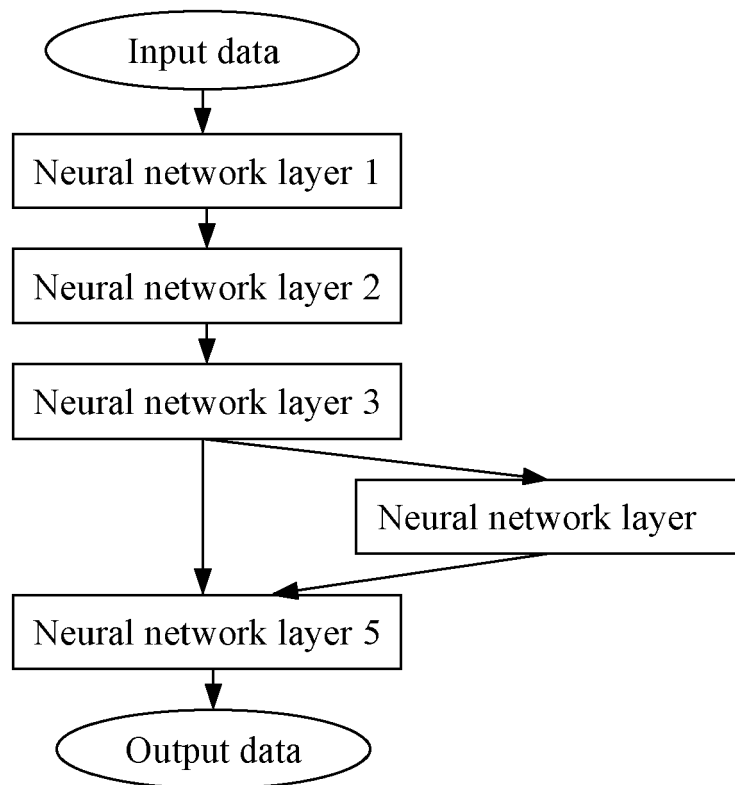 Input data
Neural network layer 1
Neural network layer 2
Neural network layer 3
Neural network layer
Neural network layer 5
Output data